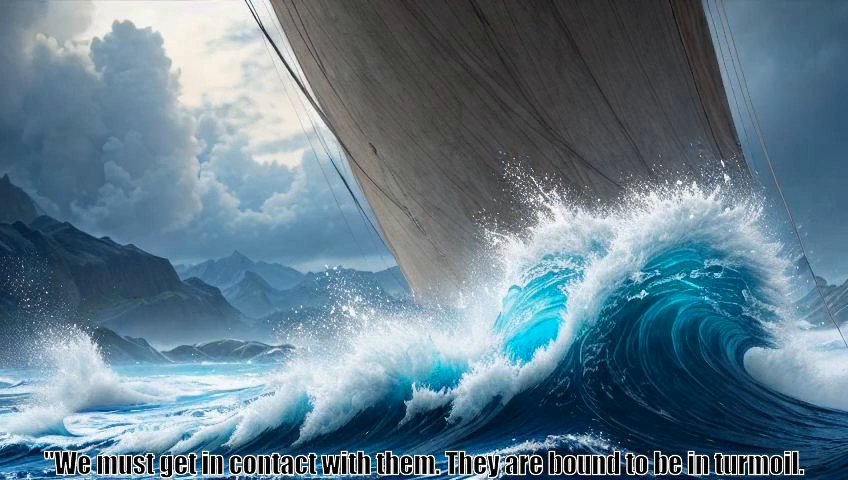 "We must get in contact with them. They are bound to be in turmoil.